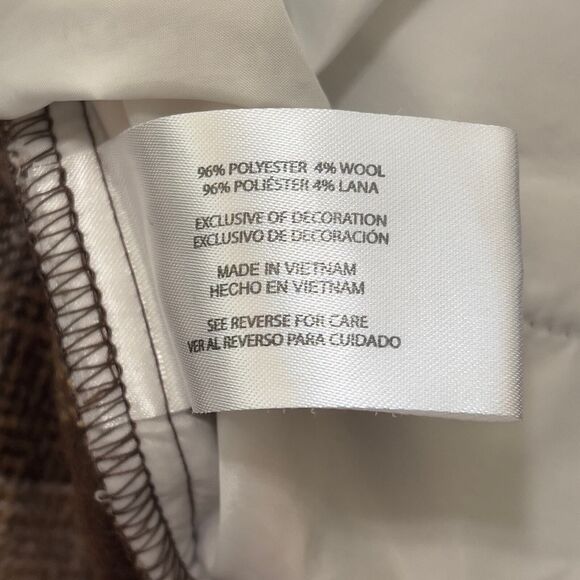 96% POLYESTER 4% WOOL
96% POLIÉSTER 4% LANA
EXCLUSIVE OF DECORATION
EXCLUSIVO DE DECORACIÓN
MADE IN VIETNAM
HECHO EN VIETNAM
SEE REVERSE FOR CARE
VER AL REVERSO PARA CUIDADO